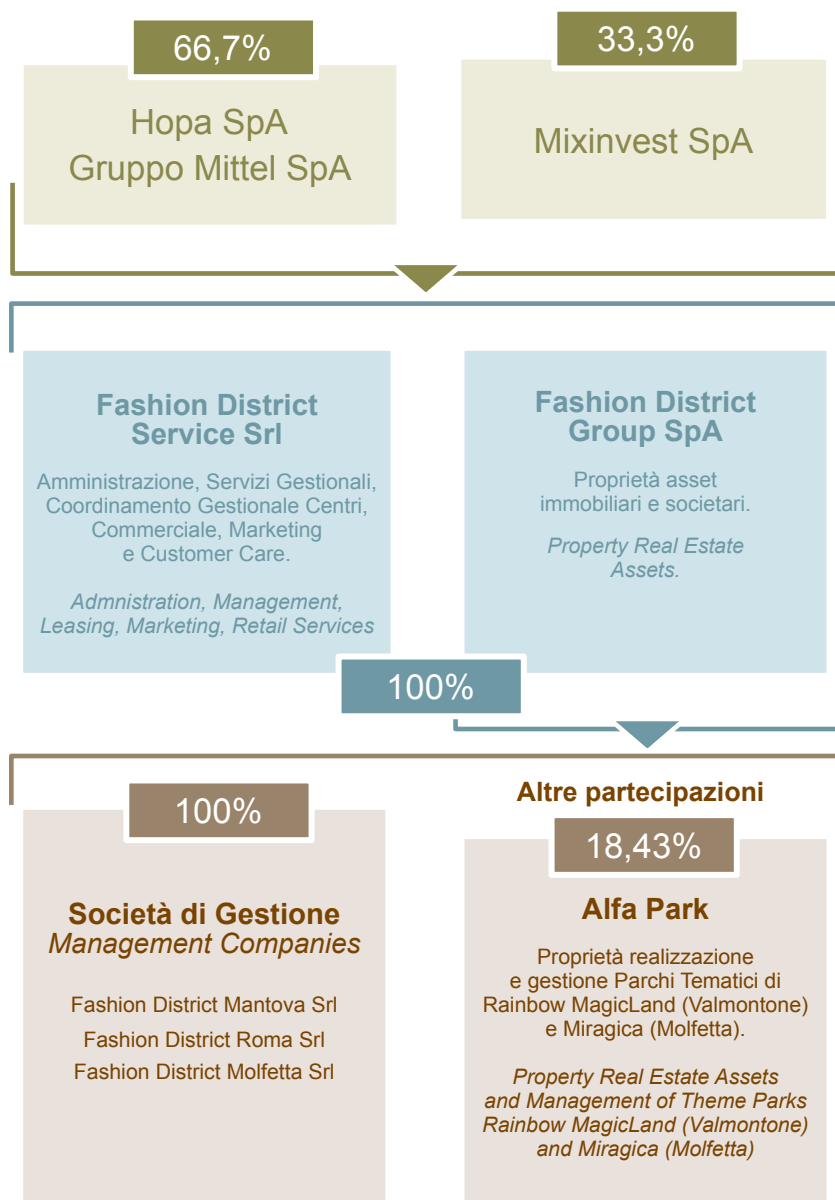 66,7%
Hopa SpA
Gruppo Mittel SpA
33,3%
Mixinvest SpA
Fashion District
Service Srl
Amministrazione, Servizi Gestionali,
Coordinamento Gestionale Centri,
Commerciale, Marketing
e Customer Care.
Admnistration, Management,
Leasing, Marketing, Retail Services
Fashion District
Group SpA
Proprietà asset
immobiliari e societari.
Property Real Estate
Assets.
100%
100%
Società di Gestione
Management Companies
Fashion District Mantova Srl
Fashion District Roma Srl
Fashion District Molfetta Srl
Altre partecipazioni
18,43%
Alfa Park
Proprietà realizzazione
e gestione Parchi Tematici di
Rainbow MagicLand (Valmontone)
e Miragica (Molfetta).
Property Real Estate Assets
and Management of Theme Parks
Rainbow MagicLand (Valmontone)
and Miragica (Molfetta)